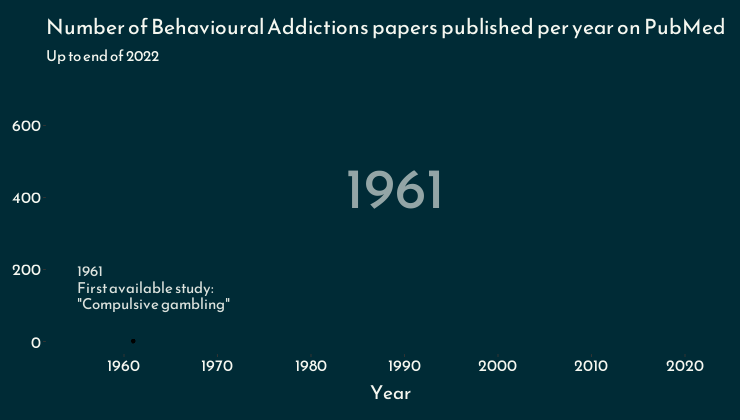 Number of Behavioural Addictions papers published per year on PubMed
Up to end of 2022
600
1961
400
200
1961
First available study:
"Compulsive gambling"
0
1960 1970 1980 1990 2000 2010 2020
Year